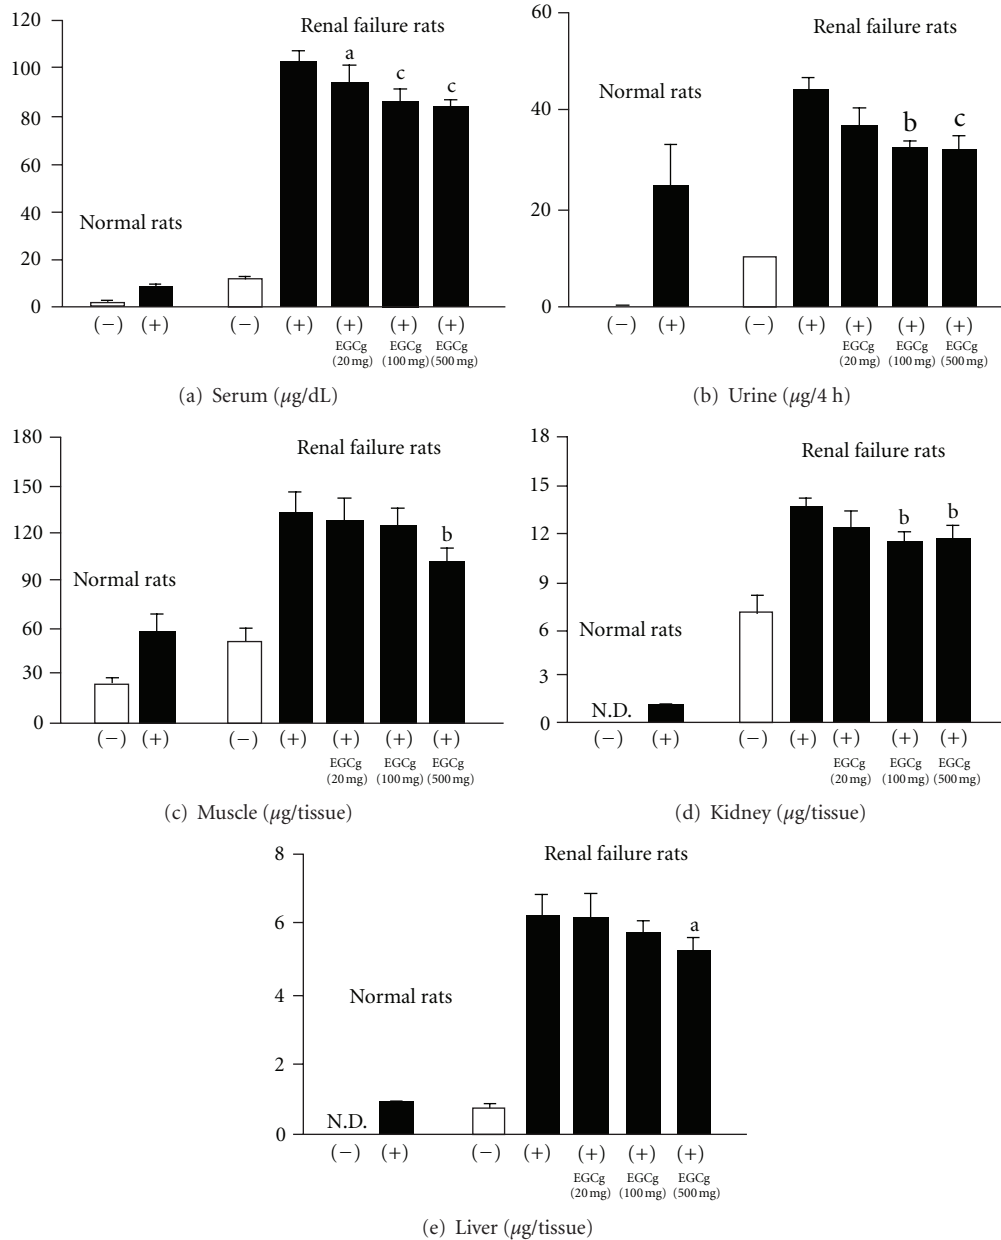 Renal failure rats
120
100
80
60
40
20
0
Normal rats
a
c
c
(−) (+) (−) (+) (+) (+) (+)
EGCg EGCg EGCg
(20 mg) (100 mg) (500 mg)
(a) Serum (μg/dL)
Renal failure rats
60
40
20
0
Normal rats
b
c
(−) (+) (−) (+) (+) (+) (+)
EGCg EGCg EGCg
(20 mg) (100 mg) (500 mg)
(b) Urine (μg/4 h)
Renal failure rats
180
150
120
90
60
30
0
Normal rats
b
(−) (+) (−) (+) (+) (+) (+)
EGCg EGCg EGCg
(20 mg) (100 mg) (500 mg)
(c) Muscle (μg/tissue)
Renal failure rats
18
15
12
9
6
3
0
Normal rats
N.D.
b
b
(−) (+) (−) (+) (+) (+) (+)
EGCg EGCg EGCg
(20 mg) (100 mg) (500 mg)
(d) Kidney (μg/tissue)
Renal failure rats
8
6
4
2
0
Normal rats
N.D.
a
(−) (+) (−) (+) (+) (+) (+)
EGCg EGCg EGCg
(20 mg) (100 mg) (500 mg)
(e) Liver (μg/tissue)